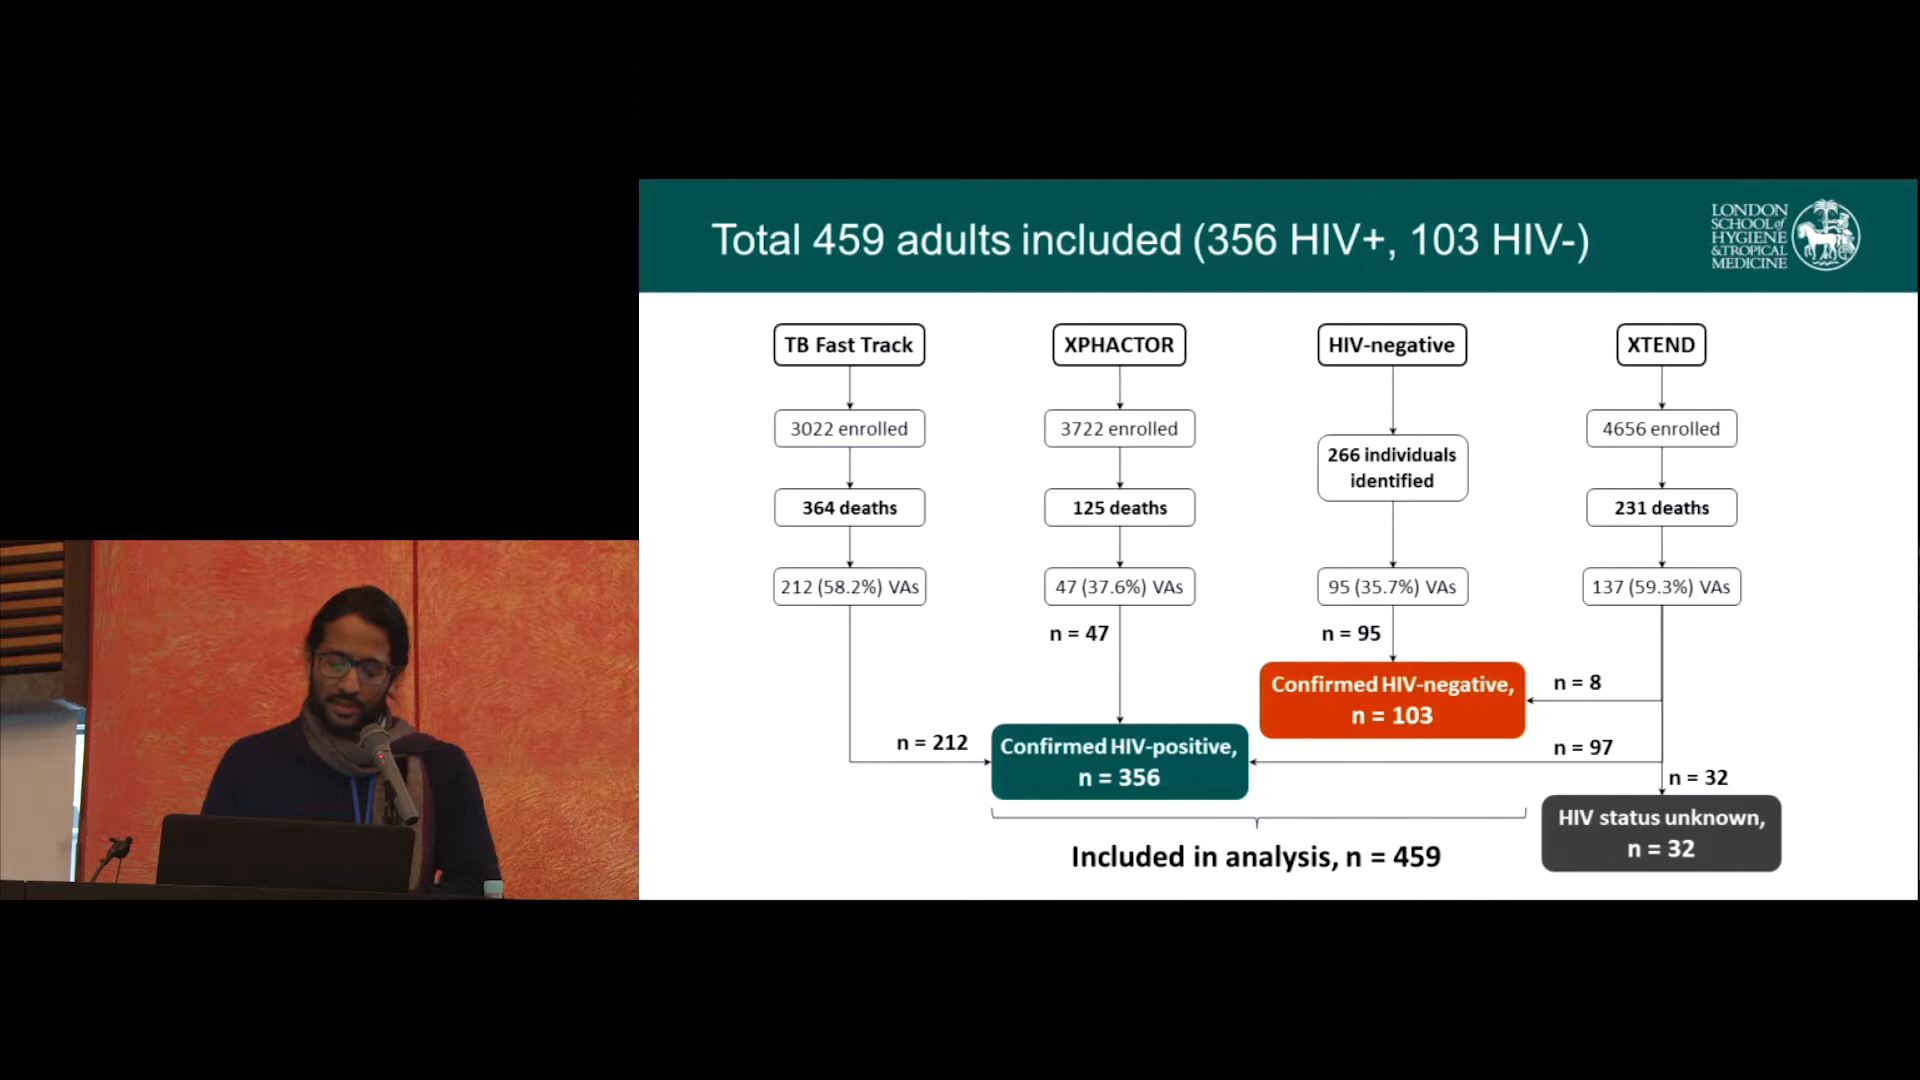 Total 459 adults included (356 HIV+, 103 HIV-)
LONDON
SCHOOL of
HYGIENE
& TROPICAL
MEDICINE
TB Fast Track
XPHACTOR
HIV-negative
XTEND
3022 enrolled
3722 enrolled
266 individuals
identified
4656 enrolled
364 deaths
125 deaths
231 deaths
212 (58.2%) VAs
47 (37.6%) VAs
95 (35.7%) VAs
137 (59.3%) VAs
n = 47
n = 95
Confirmed HIV-negative,
n = 103
n = 8
n = 212
Confirmed HIV-positive,
n = 356
n = 97
n = 32
HIV status unknown,
n = 32
Included in analysis, n = 459